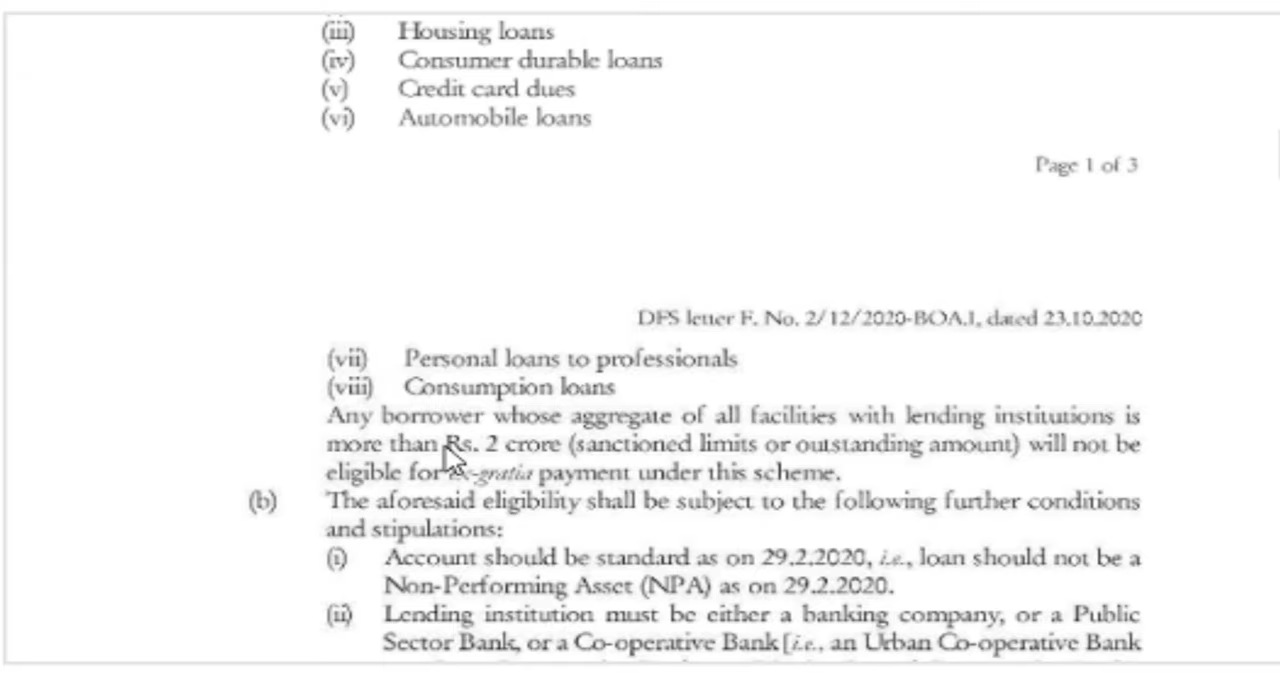 (iii) Housing loans
(iv) Consumer durable loans
(v) Credit card dues
(vi) Automobile loans
Page 1 of 3
DFS letter F. No. 2/12/2020-BOA.I, dated 23.10.2020
(vii) Personal loans to professionals
(viii) Consumption loans
Any borrower whose aggregate of all facilities with lending institutions is
more than Rs. 2 crore (sanctioned limits or outstanding amount) will not be
eligible for ex-gratia payment under this scheme.
(b) The aforesaid eligibility shall be subject to the following further conditions
and stipulations:
(i) Account should be standard as on 29.2.2020, i.e., loan should not be a
Non-Performing Asset (NPA) as on 29.2.2020.
(ii) Lending institution must be either a banking company, or a Public
Sector Bank, or a Co-operative Bank [i.e., an Urban Co-operative Bank